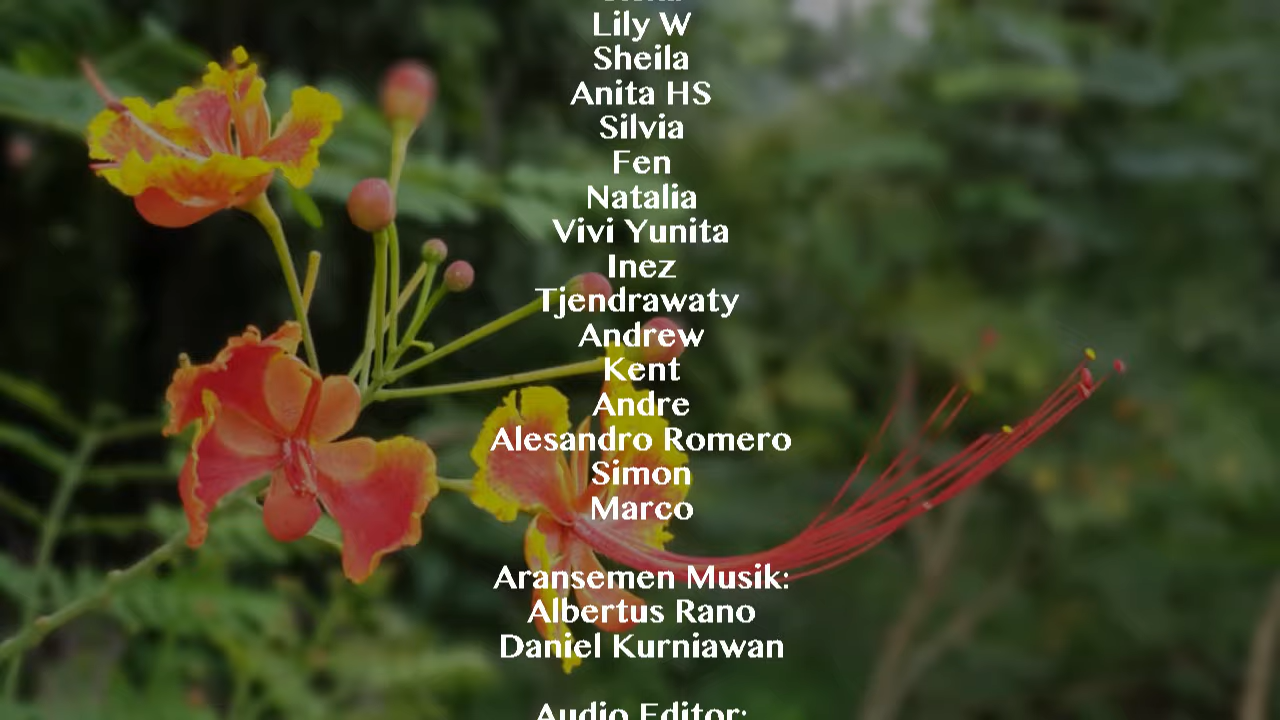 Lily W
Sheila
Anita HS
Silvia
Fen
Natalia
Vivi Yunita
Inez
Tjendrawaty
Andrew
Kent
Andre
Alesandro Romero
Simon
Marco
Aransemen Musik:
Albertus Rano
Daniel Kurniawan
Audio Editor: